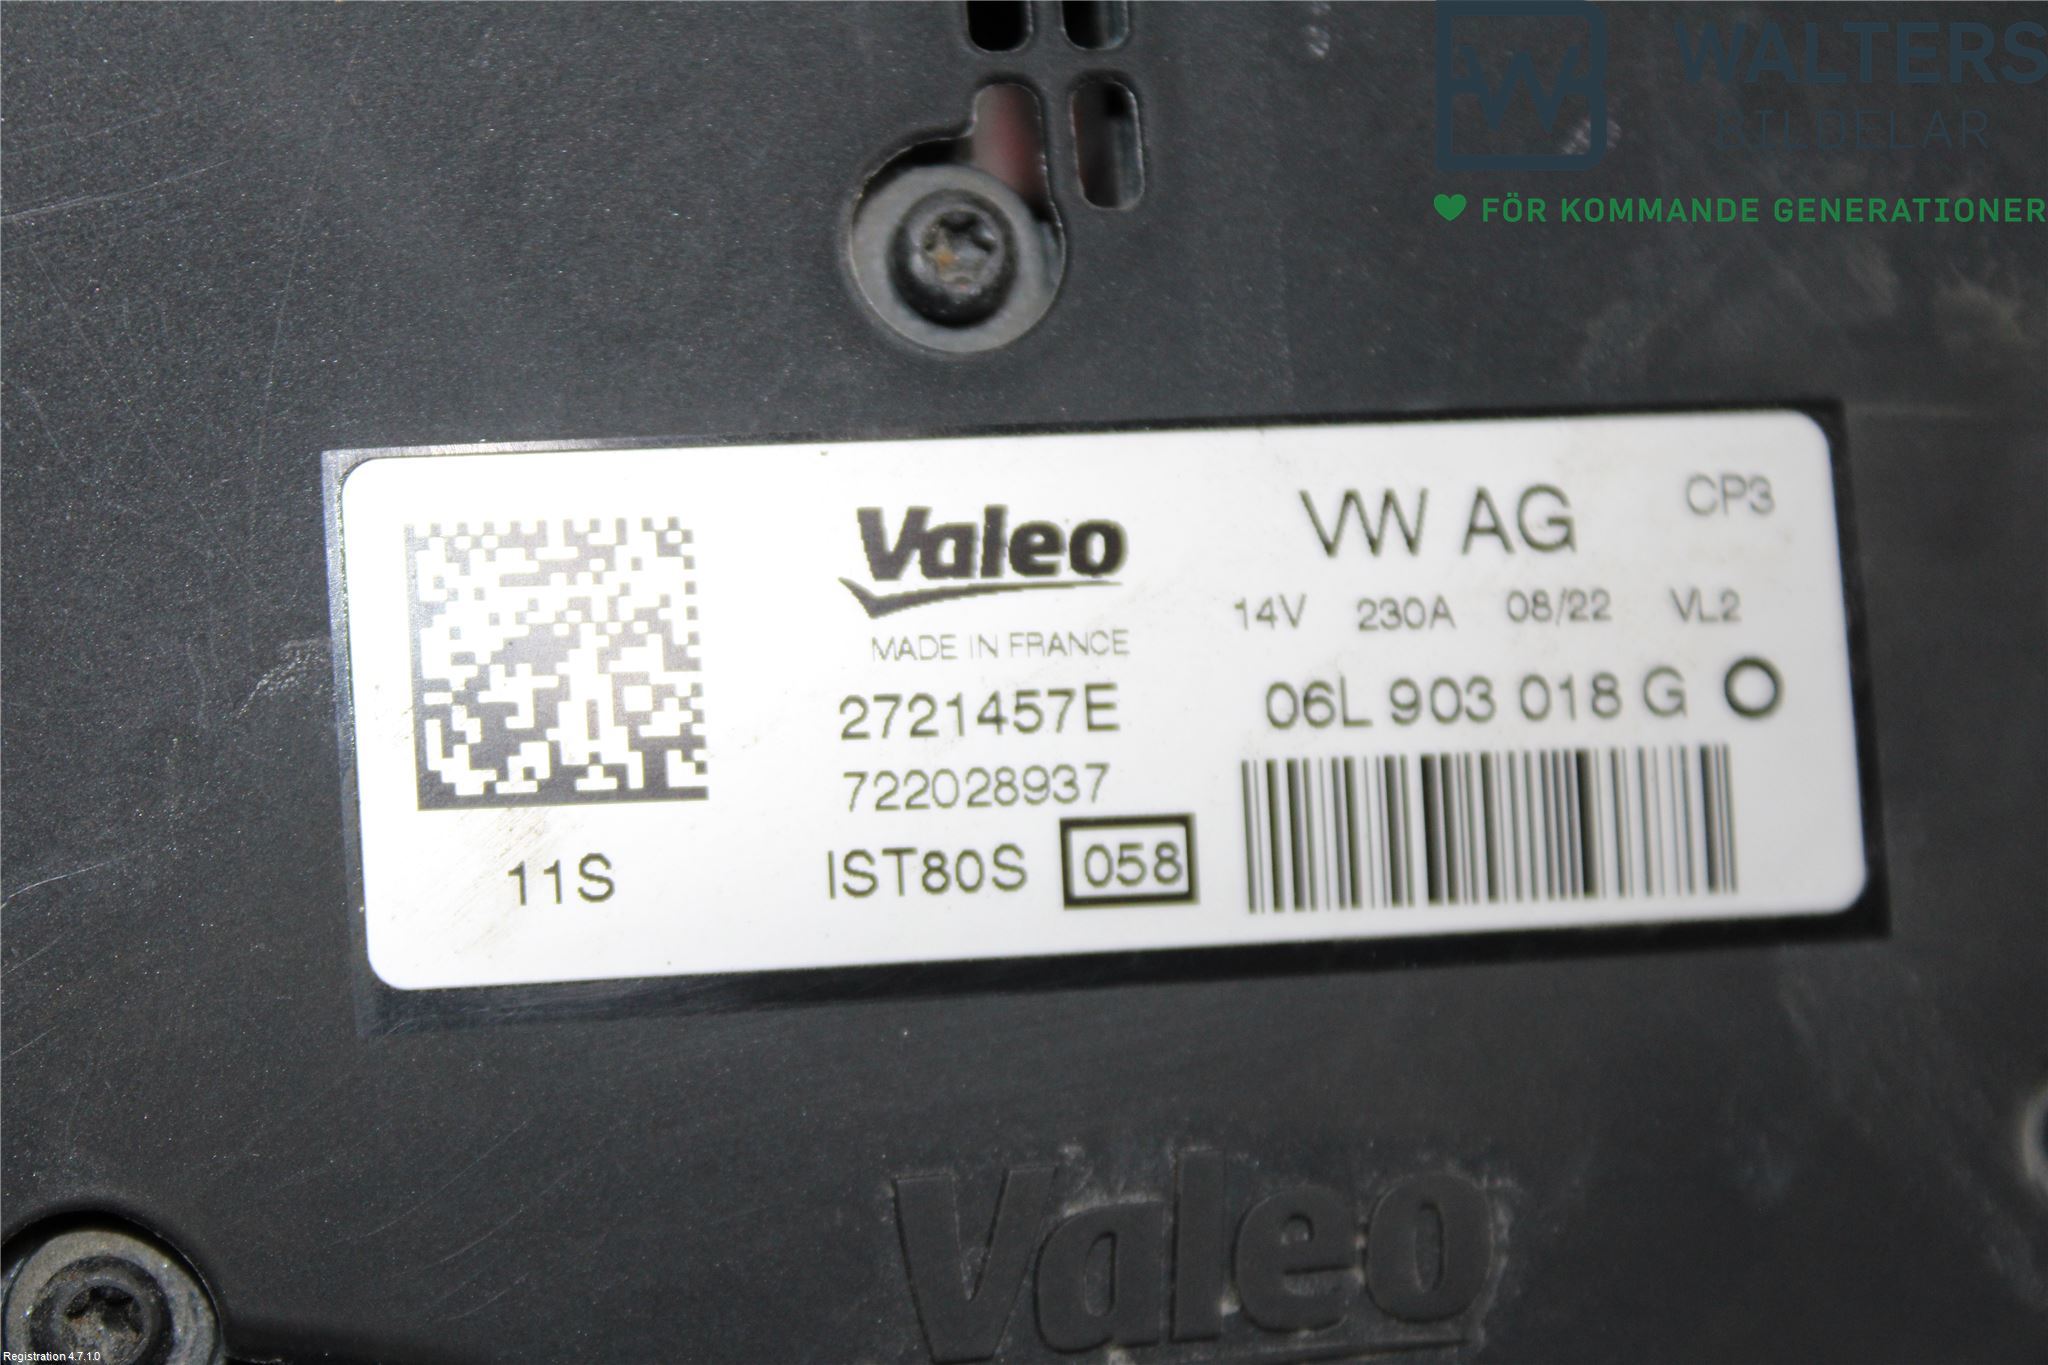 WALTERS
BILDELAR
FÖR KOMMANDE GENERATIONER
Valeo
MADE IN FRANCE
2721457E
722028937
IST80S 058
11S
VW AG CP3
14V 230A 08/22 VL2
06L 903 018 G O
Valeo
Registration 4.7.1.0